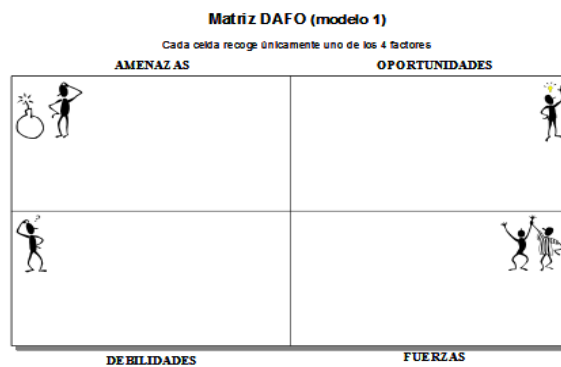 Matriz DAFO (modelo 1)
Cada celda recoge únicamente uno de los 4 factores
AMENAZAS OPORTUNIDADES
?
DEBILIDADES FUERZAS